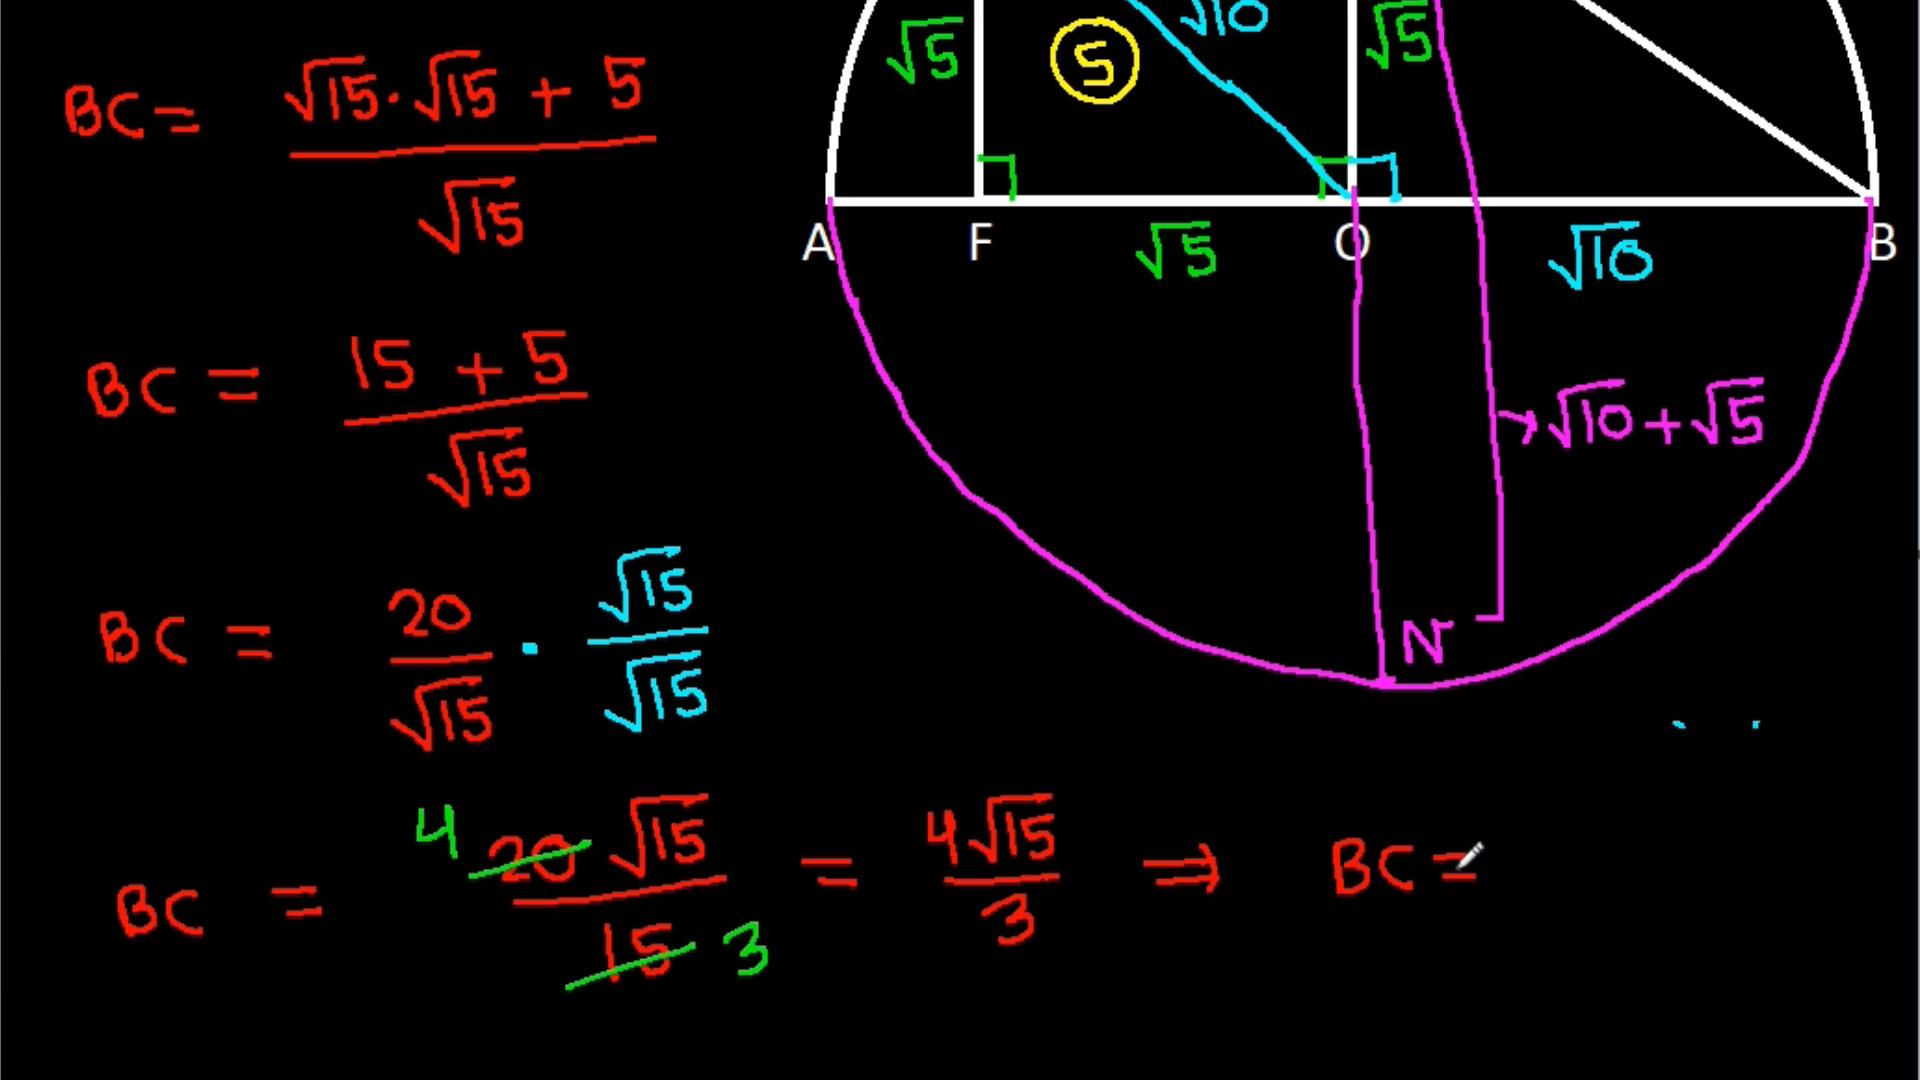 BC = (√15·√15 + 5)/√15
BC = (15 + 5)/√15
BC = 20/√15 · √15/√15
BC = 4 20√15/15 3 = 4√15/3 ⇒ BC =
√5 5 √10 √5
A F O B
√5 √10
→√10+√5
N